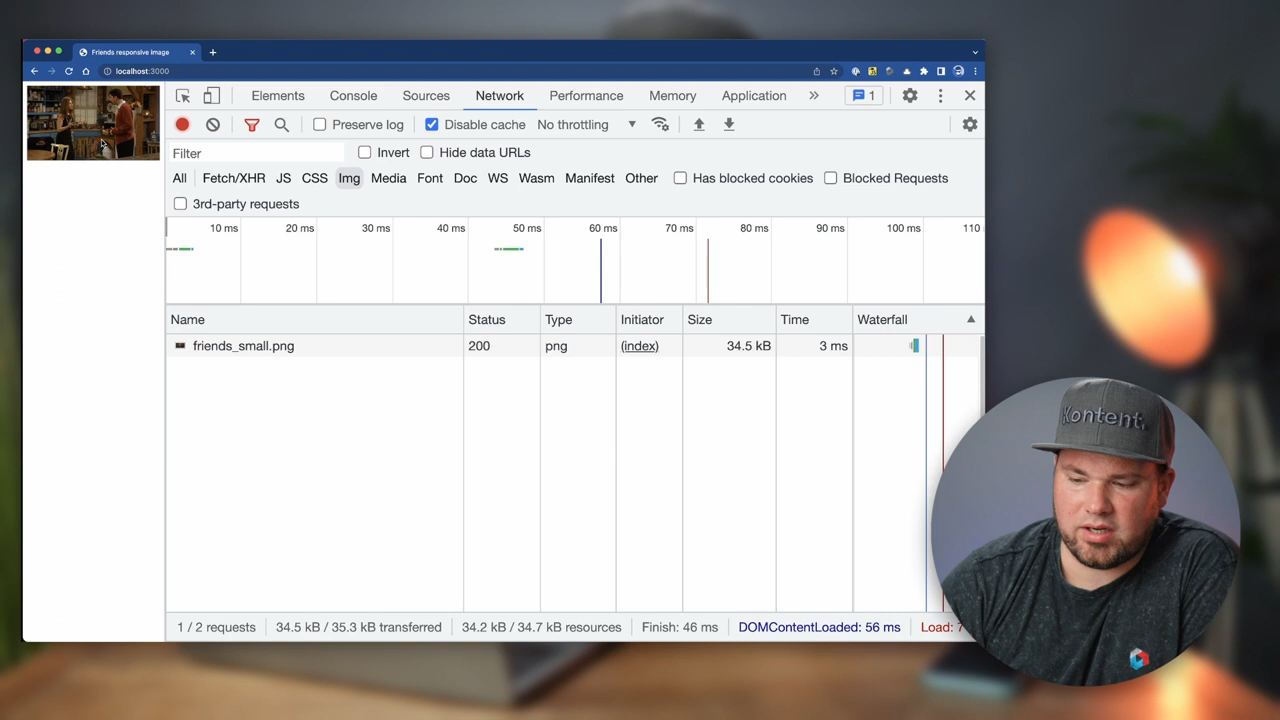 Friends responsive image
localhost:3000
Elements Console Sources Network Performance Memory Application 1
Preserve log Disable cache No throttling
Filter Invert Hide data URLs
All Fetch/XHR JS CSS Img Media Font Doc WS Wasm Manifest Other Has blocked cookies Blocked Requests
3rd-party requests
10 ms 20 ms 30 ms 40 ms 50 ms 60 ms 70 ms 80 ms 90 ms 100 ms 110
Name Status Type Initiator Size Time Waterfall
friends_small.png 200 png (index) 34.5 kB 3 ms
1 / 2 requests 34.5 kB / 35.3 kB transferred 34.2 kB / 34.7 kB resources Finish: 46 ms DOMContentLoaded: 56 ms Load: 7
Kontent.